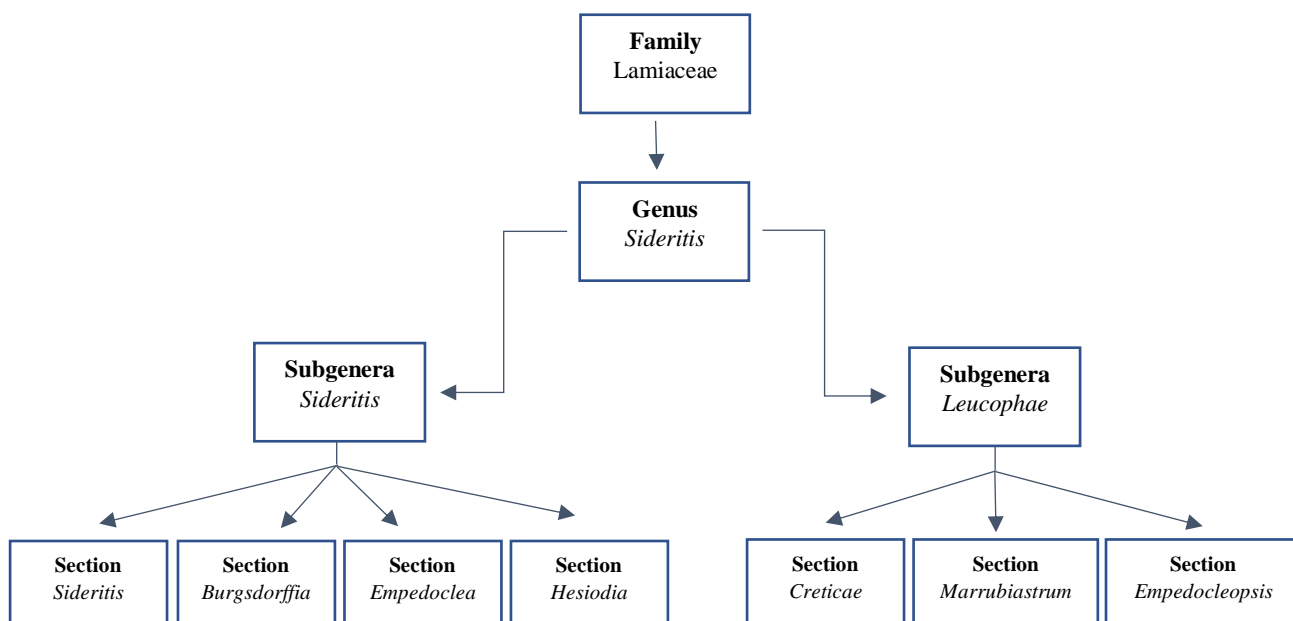 Family
Lamiaceae
Genus
Sideritis
Subgenera
Sideritis
Subgenera
Leucophae
Section
Sideritis
Section
Burgsdorffia
Section
Empedoclea
Section
Hesiodia
Section
Creticae
Section
Marrubiastrum
Section
Empedocleopsis